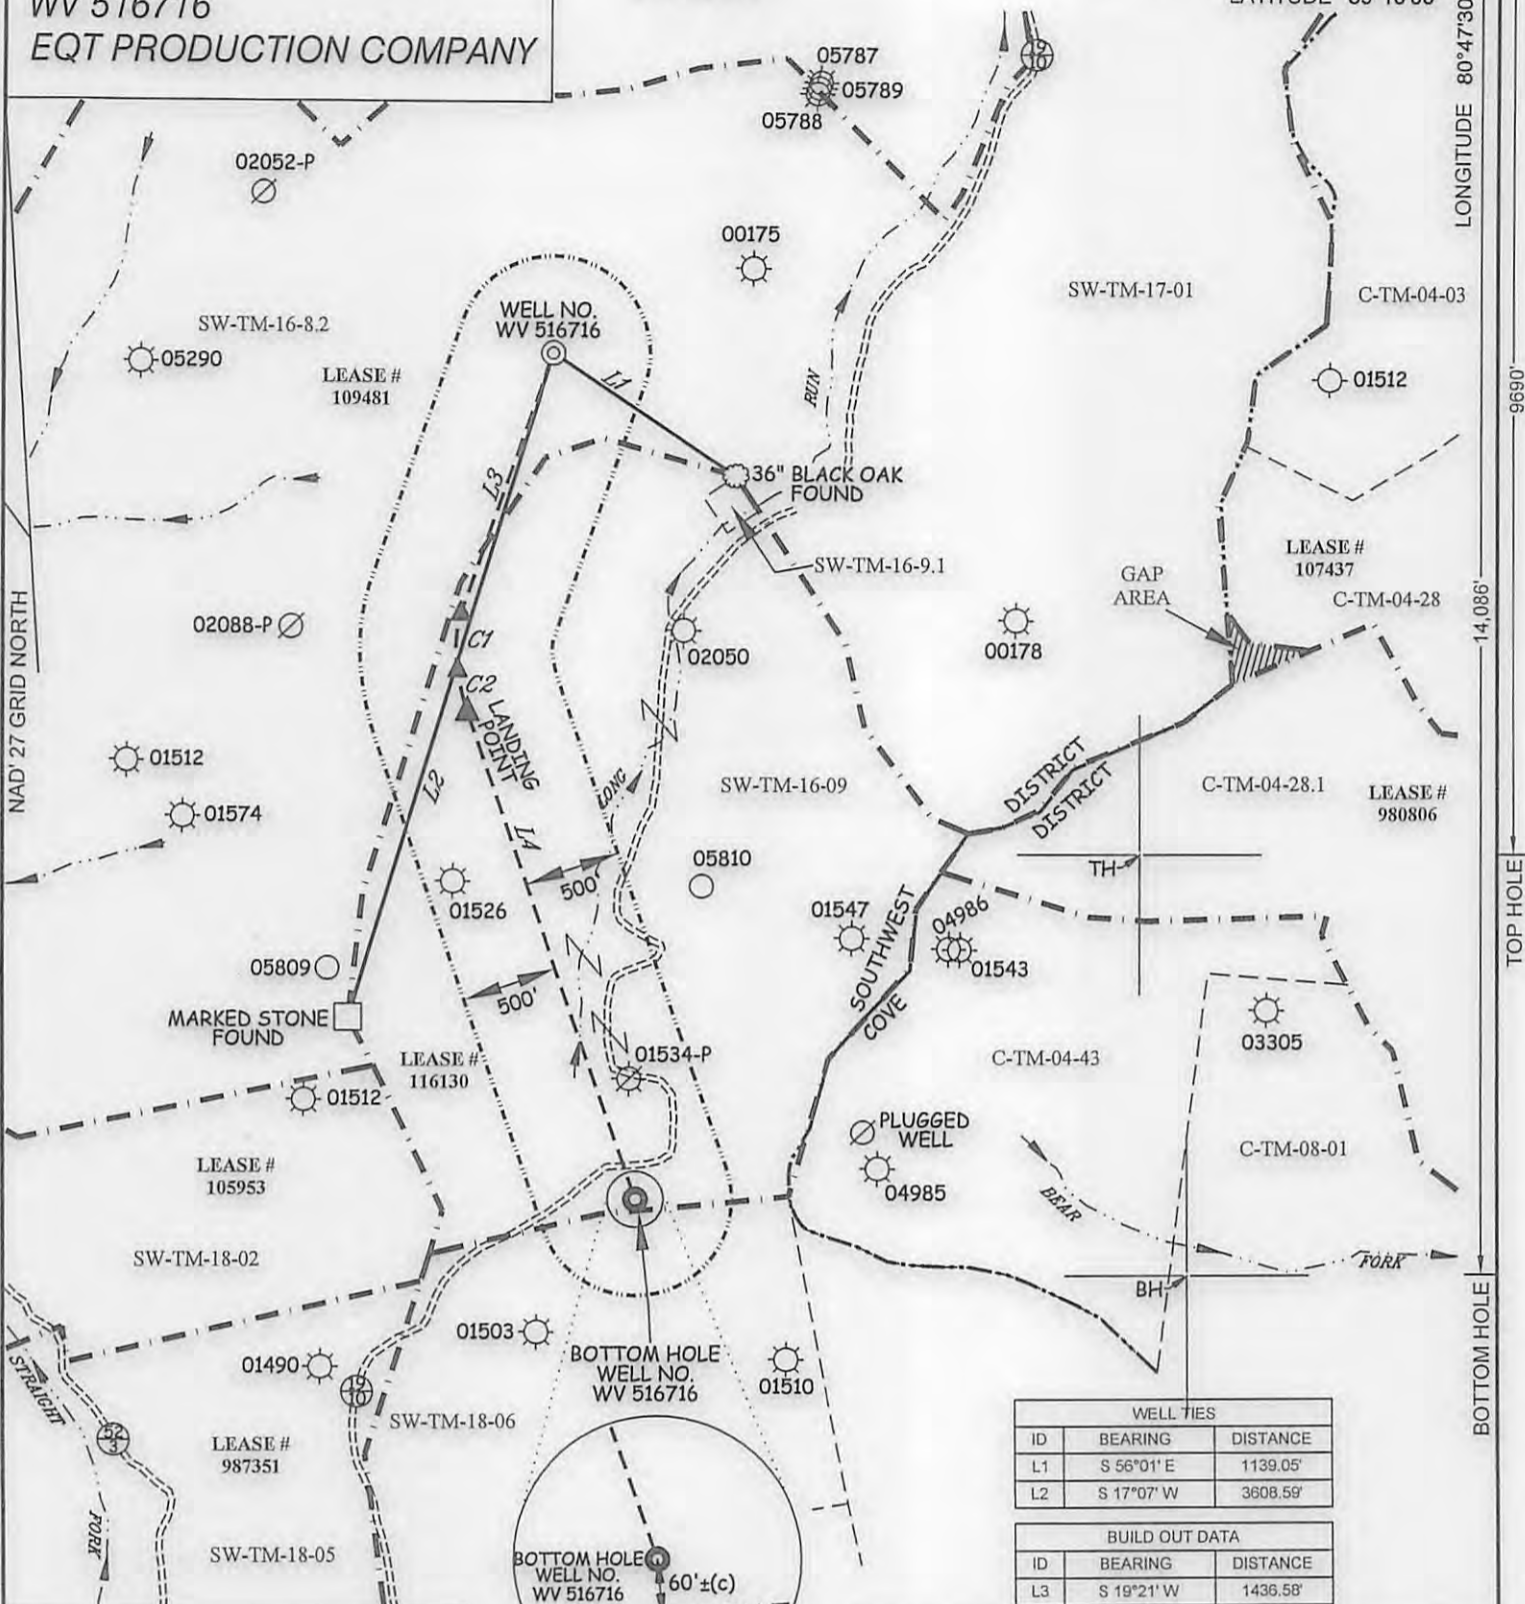 WV 516716
EQT PRODUCTION COMPANY
LONGITUDE 80°47'30
05787
05789
05788
02052-P
00175
SW-TM-17-01
C-TM-04-03
WELL NO.
WV 516716
SW-TM-16-8.2
05290
LEASE #
109481
L1
RUN
01512
9690'
L3
36" BLACK OAK
FOUND
LEASE #
107437
SW-TM-16-9.1
GAP
AREA
C-TM-04-28
14,086'
NAD' 27 GRID NORTH
02088-P
C1
02050
00178
C2
LANDING
POINT
01512
L2
LONG
SW-TM-16-09
DISTRICT
DISTRICT
C-TM-04-28.1
LEASE #
980806
01574
L4
05810
TH
TOP HOLE
500'
01526
01547
04986
SOUTHWEST
COVE
01543
05809
500'
MARKED STONE
FOUND
03305
LEASE #
116130
01534-P
C-TM-04-43
01512
PLUGGED
WELL
C-TM-08-01
LEASE #
105953
04985
BEAR
FORK
SW-TM-18-02
BH
BOTTOM HOLE
01503
BOTTOM HOLE
WELL NO.
WV 516716
01490
01510
STRAIGHT
19
10
SW-TM-18-06
52
3
LEASE #
987351
FORK
SW-TM-18-05
BOTTOM HOLE
WELL NO.
WV 516716
60'±(c)
WELL TIES
ID BEARING DISTANCE
L1 S 56°01' E 1139.05'
L2 S 17°07' W 3608.59'
BUILD OUT DATA
ID BEARING DISTANCE
L3 S 19°21' W 1436.58'